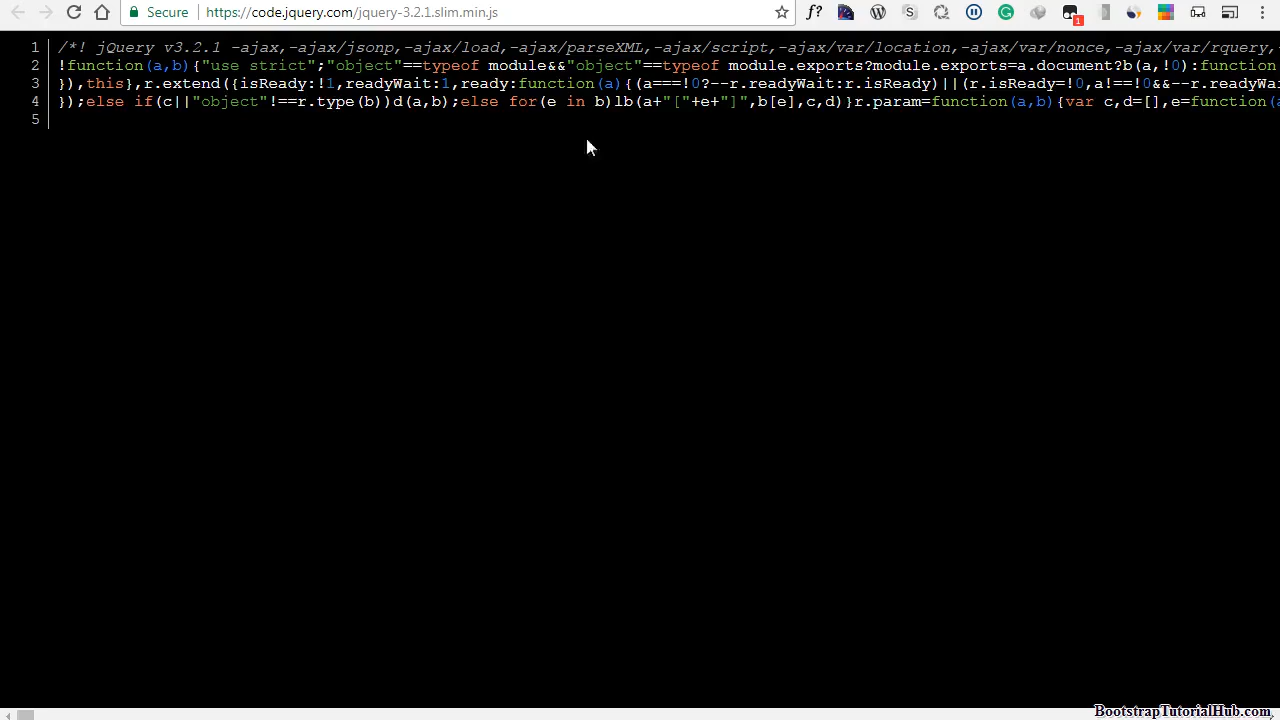 Secure https://code.jquery.com/jquery-3.2.1.slim.min.js
1 /*! jQuery v3.2.1 -ajax,-ajax/jsonp,-ajax/load,-ajax/parseXML,-ajax/script,-ajax/var/location,-ajax/var/nonce,-ajax/var/rquery,
2 !function(a,b){"use strict";"object"==typeof module&&"object"==typeof module.exports?module.exports=a.document?b(a,!0):function
3 }),this},r.extend({isReady:!1,readyWait:1,ready:function(a){(a===!0?--r.readyWait:r.isReady)||(r.isReady=!0,a!==!0&&--r.readyWa
4 });else if(c||"object"!==r.type(b))d(a,b);else for(e in b)lb(a+"["+e+"]",b[e],c,d)}r.param=function(a,b){var c,d=[],e=function(a
5
1
BootstrapTutorialHub.com